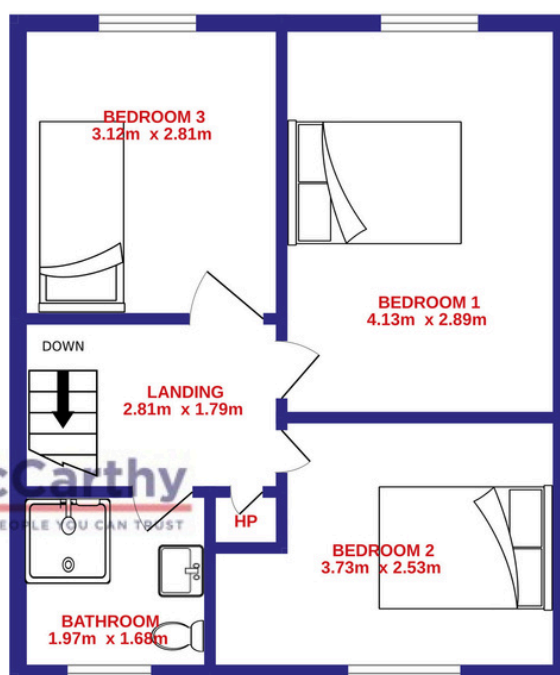 BEDROOM 3
3.12m x 2.81m
BEDROOM 1
4.13m x 2.89m
DOWN
LANDING
2.81m x 1.79m
cCarthy
EOPLE YOU CAN TRUST
HP
BEDROOM 2
3.73m x 2.53m
BATHROOM
1.97m x 1.68m